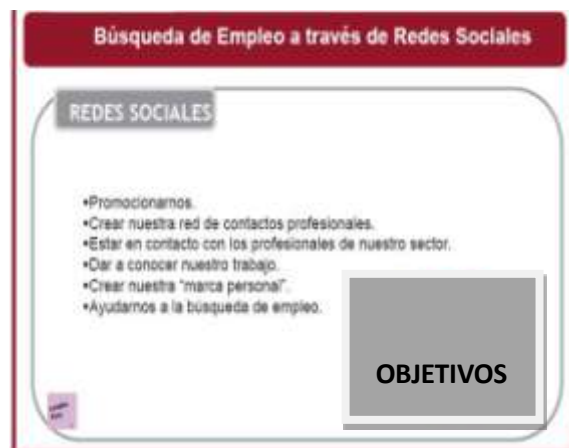 Búsqueda de Empleo a través de Redes Sociales
REDES SOCIALES
•Promocionarnos.
•Crear nuestra red de contactos profesionales.
•Estar en contacto con los profesionales de nuestro sector.
•Dar a conocer nuestro trabajo.
•Crear nuestra "marca personal".
•Ayudarnos a la búsqueda de empleo.
OBJETIVOS